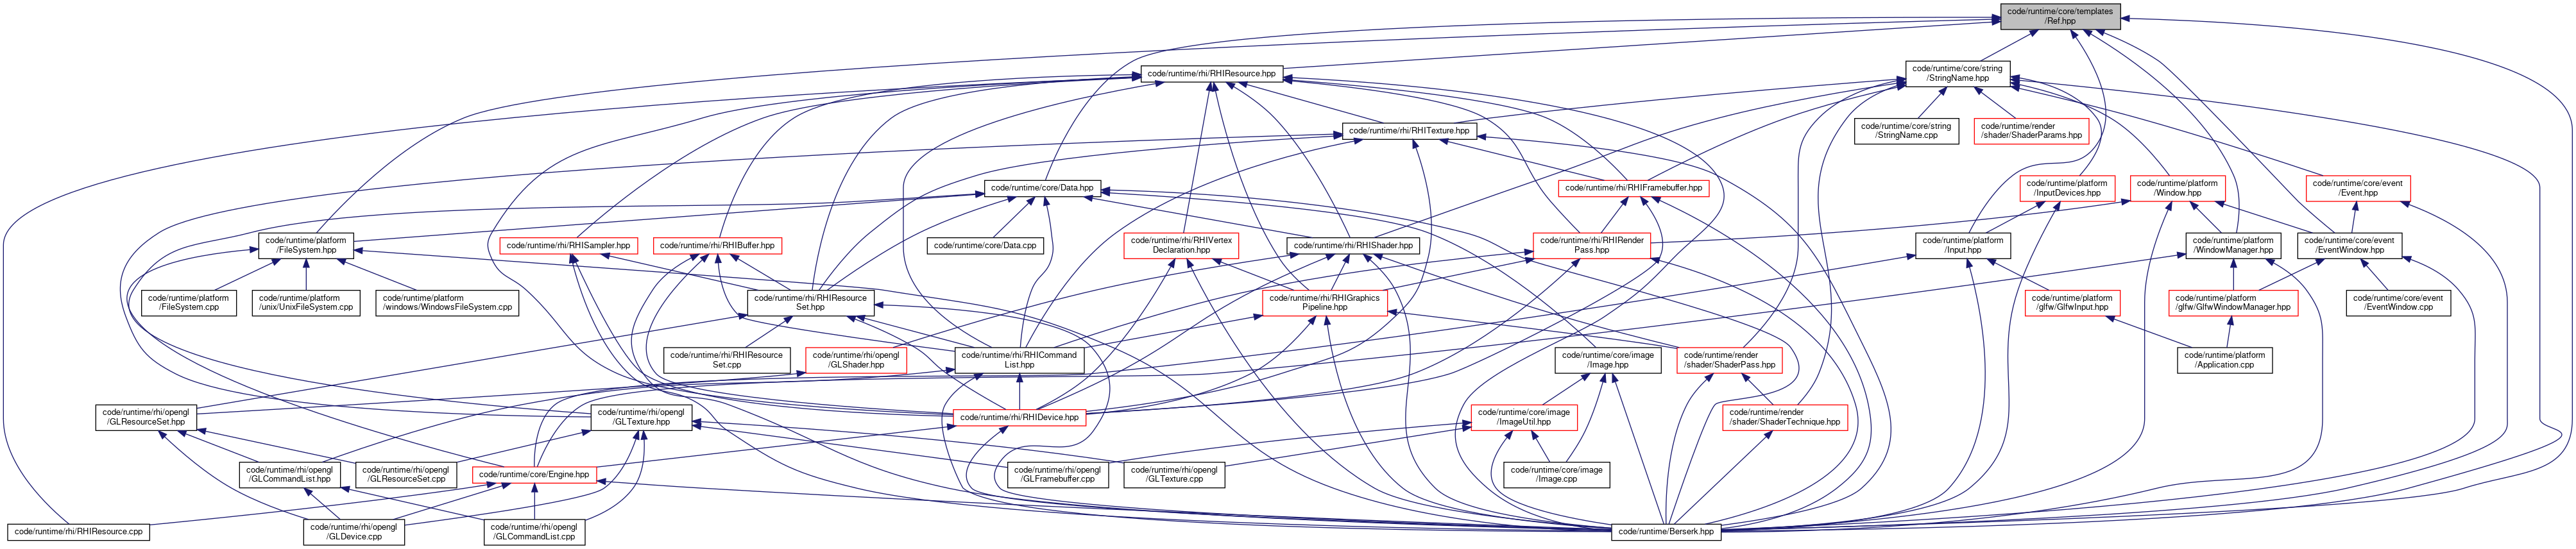 code/runtime/core/templates
/Ref.hpp
code/runtime/rhi/RHIResource.hpp
code/runtime/core/string
/StringName.hpp
code/runtime/rhi/RHITexture.hpp
code/runtime/core/string
/StringName.cpp
code/runtime/render
/shader/ShaderParams.hpp
code/runtime/core/Data.hpp
code/runtime/rhi/RHIFramebuffer.hpp
code/runtime/platform
/InputDevices.hpp
code/runtime/platform
/Window.hpp
code/runtime/core/event
/Event.hpp
code/runtime/platform
/FileSystem.hpp
code/runtime/rhi/RHISampler.hpp
code/runtime/rhi/RHIBuffer.hpp
code/runtime/core/Data.cpp
code/runtime/rhi/RHIVertex
Declaration.hpp
code/runtime/rhi/RHIShader.hpp
code/runtime/rhi/RHIRender
Pass.hpp
code/runtime/platform
/Input.hpp
code/runtime/platform
/WindowManager.hpp
code/runtime/core/event
/EventWindow.hpp
code/runtime/platform
/FileSystem.cpp
code/runtime/platform
/unix/UnixFileSystem.cpp
code/runtime/platform
/windows/WindowsFileSystem.cpp
code/runtime/rhi/RHIResource
Set.hpp
code/runtime/rhi/RHIGraphics
Pipeline.hpp
code/runtime/platform
/glfw/GlfwInput.hpp
code/runtime/platform
/glfw/GlfwWindowManager.hpp
code/runtime/core/event
/EventWindow.cpp
code/runtime/rhi/RHIResource
Set.cpp
code/runtime/rhi/opengl
/GLShader.hpp
code/runtime/rhi/RHICommand
List.hpp
code/runtime/core/image
/Image.hpp
code/runtime/render
/shader/ShaderPass.hpp
code/runtime/platform
/Application.cpp
code/runtime/rhi/opengl
/GLResourceSet.hpp
code/runtime/rhi/opengl
/GLTexture.hpp
code/runtime/rhi/RHIDevice.hpp
code/runtime/core/image
/ImageUtil.hpp
code/runtime/render
/shader/ShaderTechnique.hpp
code/runtime/rhi/opengl
/GLCommandList.hpp
code/runtime/rhi/opengl
/GLResourceSet.cpp
code/runtime/core/Engine.hpp
code/runtime/rhi/opengl
/GLFramebuffer.cpp
code/runtime/rhi/opengl
/GLTexture.cpp
code/runtime/core/image
/Image.cpp
code/runtime/rhi/RHIResource.cpp
code/runtime/rhi/opengl
/GLDevice.cpp
code/runtime/rhi/opengl
/GLCommandList.cpp
code/runtime/Berserk.hpp